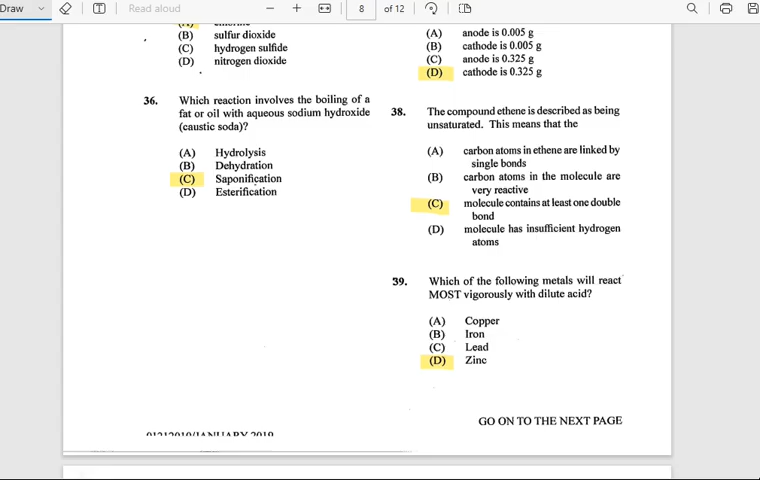 Draw
Read aloud
8 of 12
(B) sulfur dioxide
(C) hydrogen sulfide
(D) nitrogen dioxide
36. Which reaction involves the boiling of a
fat or oil with aqueous sodium hydroxide
(caustic soda)?
(A) Hydrolysis
(B) Dehydration
(C) Saponification
(D) Esterification
(A) anode is 0.005 g
(B) cathode is 0.005 g
(C) anode is 0.325 g
(D) cathode is 0.325 g
38. The compound ethene is described as being
unsaturated. This means that the
(A) carbon atoms in ethene are linked by
single bonds
(B) carbon atoms in the molecule are
very reactive
(C) molecule contains at least one double
bond
(D) molecule has insufficient hydrogen
atoms
39. Which of the following metals will react
MOST vigorously with dilute acid?
(A) Copper
(B) Iron
(C) Lead
(D) Zinc
GO ON TO THE NEXT PAGE
01212010/JANUARY 2019